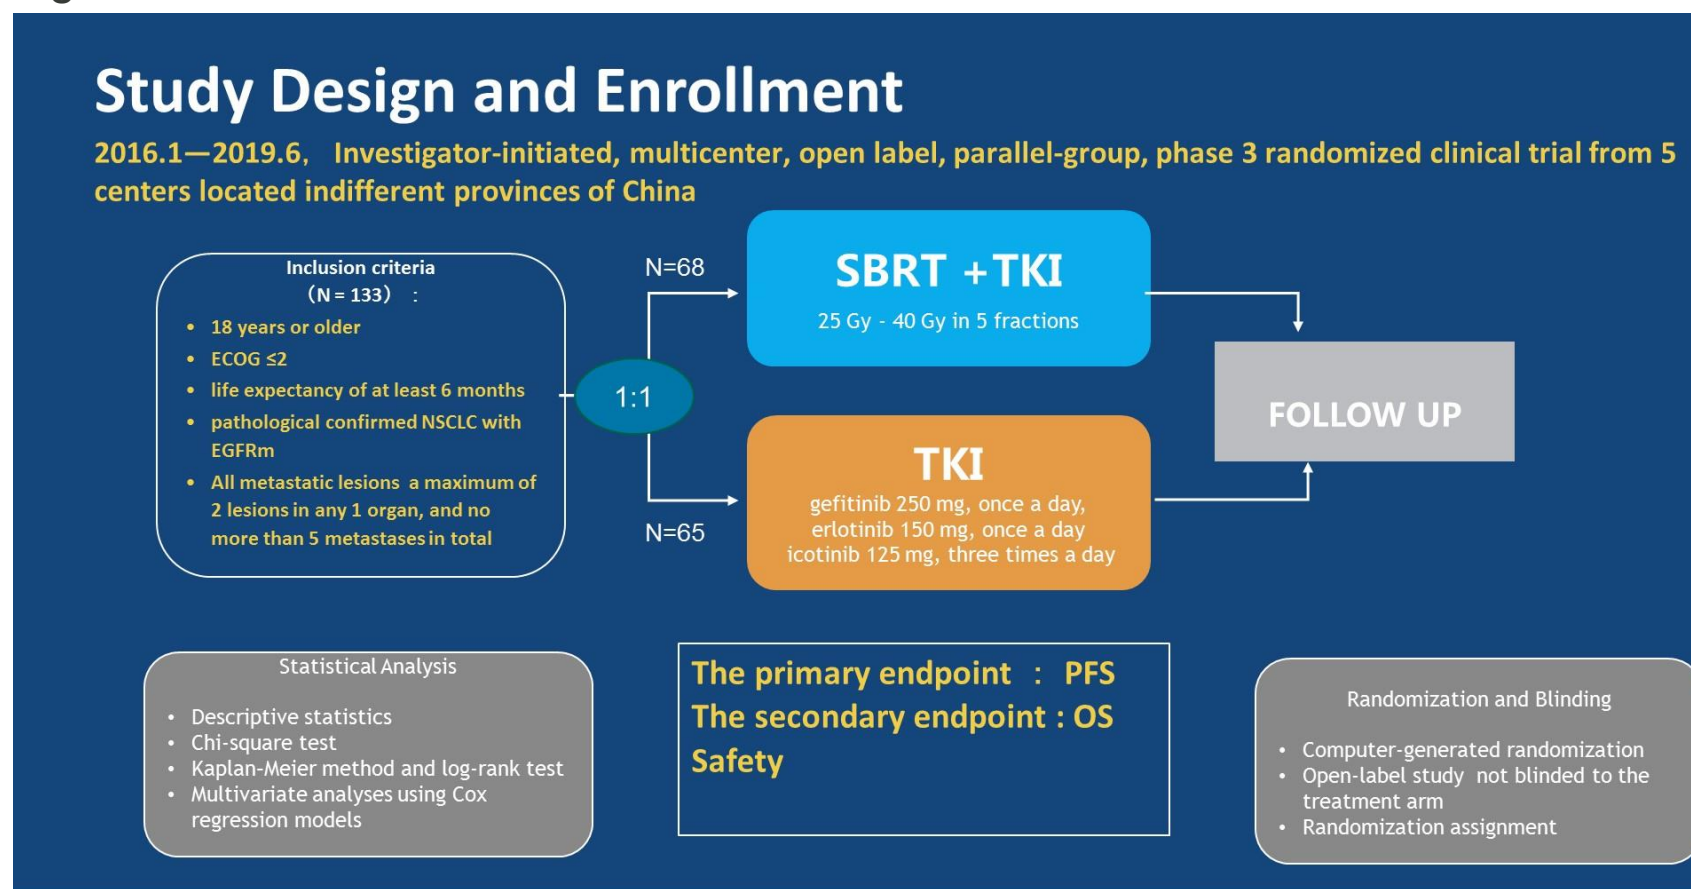 Study Design and Enrollment
2016.1—2019.6, Investigator-initiated, multicenter, open label, parallel-group, phase 3 randomized clinical trial from 5
centers located indifferent provinces of China
Inclusion criteria
（N = 133） :
• 18 years or older
• ECOG ≤2
• life expectancy of at least 6 months
• pathological confirmed NSCLC with
EGFRm
• All metastatic lesions a maximum of
2 lesions in any 1 organ, and no
more than 5 metastases in total
1:1
N=68
SBRT +TKI
25 Gy - 40 Gy in 5 fractions
N=65
TKI
gefitinib 250 mg, once a day,
erlotinib 150 mg, once a day
icotinib 125 mg, three times a day
FOLLOW UP
Statistical Analysis
• Descriptive statistics
• Chi-square test
• Kaplan-Meier method and log-rank test
• Multivariate analyses using Cox
regression models
The primary endpoint : PFS
The secondary endpoint : OS
Safety
Randomization and Blinding
• Computer-generated randomization
• Open-label study not blinded to the
treatment arm
• Randomization assignment